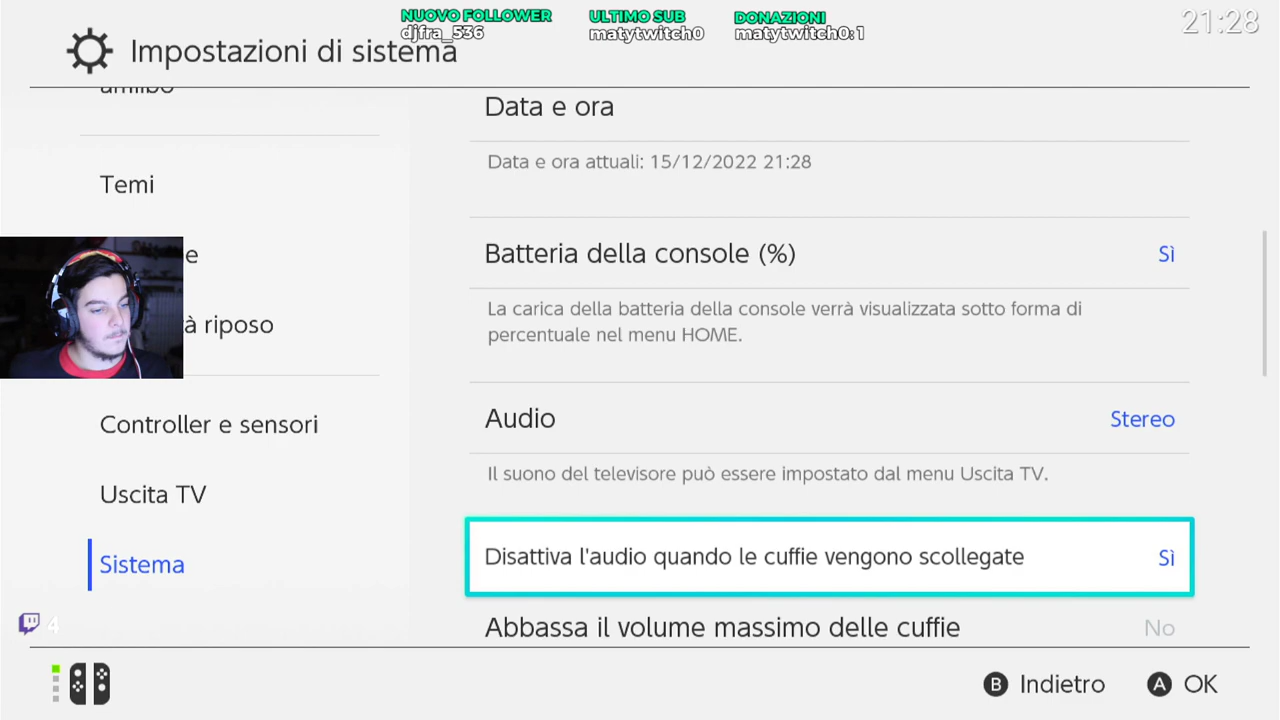 NUOVO FOLLOWER
djfra_536
ULTIMO SUB
matytwitch0
DONAZIONI
matytwitch0: 1
21:28
Impostazioni di sistema
amiibo
Temi
e
à riposo
Controller e sensori
Uscita TV
Sistema
4
Data e ora
Data e ora attuali: 15/12/2022 21:28
Batteria della console (%)
Sì
La carica della batteria della console verrà visualizzata sotto forma di
percentuale nel menu HOME.
Audio
Stereo
Il suono del televisore può essere impostato dal menu Uscita TV.
Disattiva l'audio quando le cuffie vengono scollegate
Sì
Abbassa il volume massimo delle cuffie
No
B Indietro
A OK